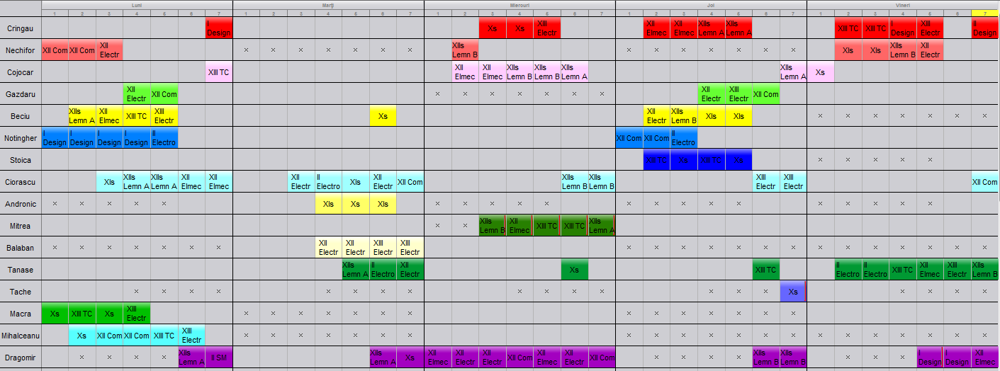 Luni Marţi Miercuri Joi Vineri
1 2 3 4 5 6 7 1 2 3 4 5 6 7 1 2 3 4 5 6 7 1 2 3 4 5 6 7 1 2 3 4 5 6 7
Cringau I Design Xs Xs XIII Electr XII Elmec XII Elmec XIIs Lemn A XIIs Lemn A XIII TC XIII TC I Design XIII Electr II Design
Nechifor XII Com XII Com XII Electr × × × × × × × XIIs Lemn B × × × × × × × XIs XIs XIIs Lemn B XIII Electr
Cojocar XIII TC XII Elmec XII Elmec XIIs Lemn B XIIs Lemn B XIIs Lemn A XIIs Lemn A Xs
Gazdaru XII Electr XII Com × × × × × × × XII Electr XIII Electr XII Com
Beciu XIIs Lemn A XII Elmec XIII TC XIII Electr Xs XII Electr XIIs Lemn B XIs XIs × × × × × × ×
Notingher I Design I Design I Design I Design II Electro XII Com XII Com II Electro
Stoica XIII TC Xs XIII TC Xs × × × × ×
Ciorascu XIs XIIs Lemn A XIIs Lemn A XII Elmec XII Elmec XII Electr II Electro XIs XII Electr XII Com XIIs Lemn B XIIs Lemn B XIII Electr XIII Electr XII Com
Andronic × × × × × XIs Xs XIs × × × × × × × × × × × × × × ×
Mitrea × × XIIs Lemn B XII Elmec XIII TC XIII TC XIIs Lemn A
Balaban × × × × × × × XII Electr XIII Electr XIII Electr XIII Electr × × × × × × × × × × × × × ×
Tanase XIIs Lemn A II Electro XII Electr Xs XIII TC II Electro II Electro XIII TC XII Elmec XIII Electr XIIs Lemn B
Tache × × × × × × × × × × × × × × × Xs × × × ×
Macra Xs XIII TC Xs XIII Electr × × × × × × × × × × × × × × × × × × × × × × × × × × × × × × ×
Mihalceanu Xs XII Com XII Com XIII TC XIII Electr × × × × × × × × × × × × × × × × × × × × × × × × × × × ×
Dragomir × × × × XIIs Lemn A II SM XIIs Lemn A Xs XII Elmec XII Electr XIII Electr XII Com XII Elmec XII Electr XII Com × × × × XIIs Lemn B XIIs Lemn B × × × I Design I Design XII Elmec